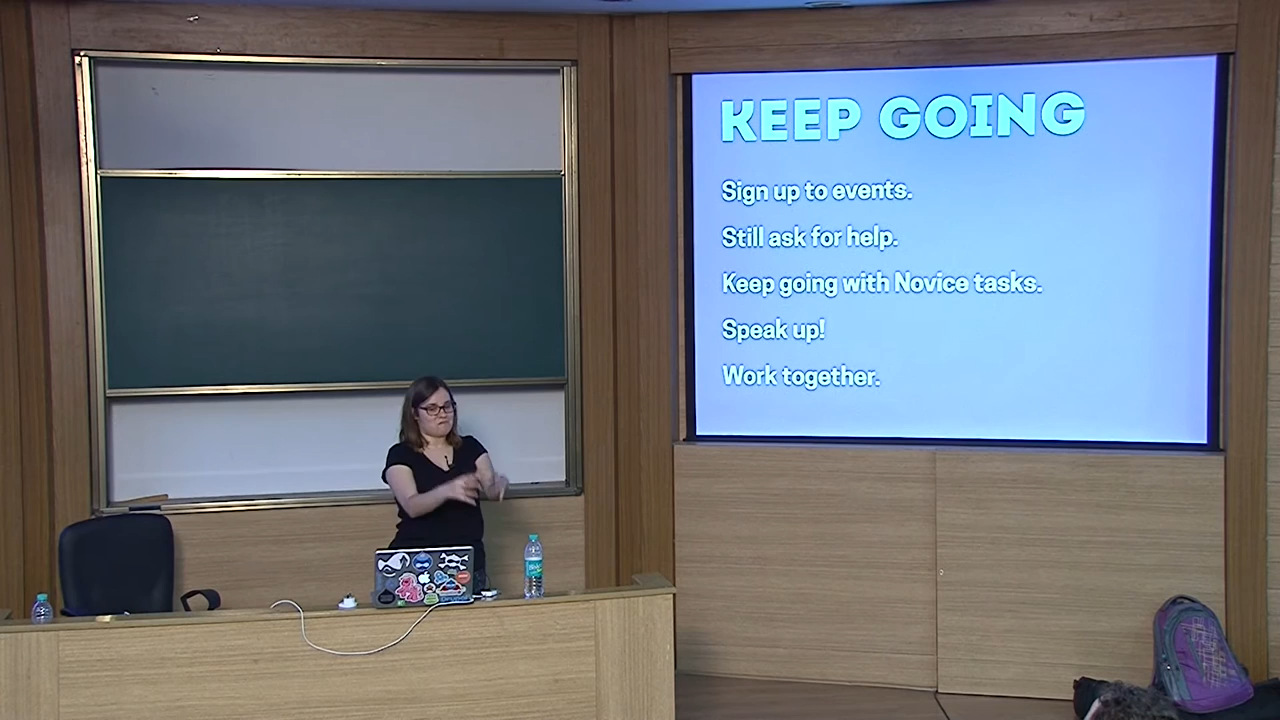 KEEP GOING
Sign up to events.
Still ask for help.
Keep going with Novice tasks.
Speak up!
Work together.